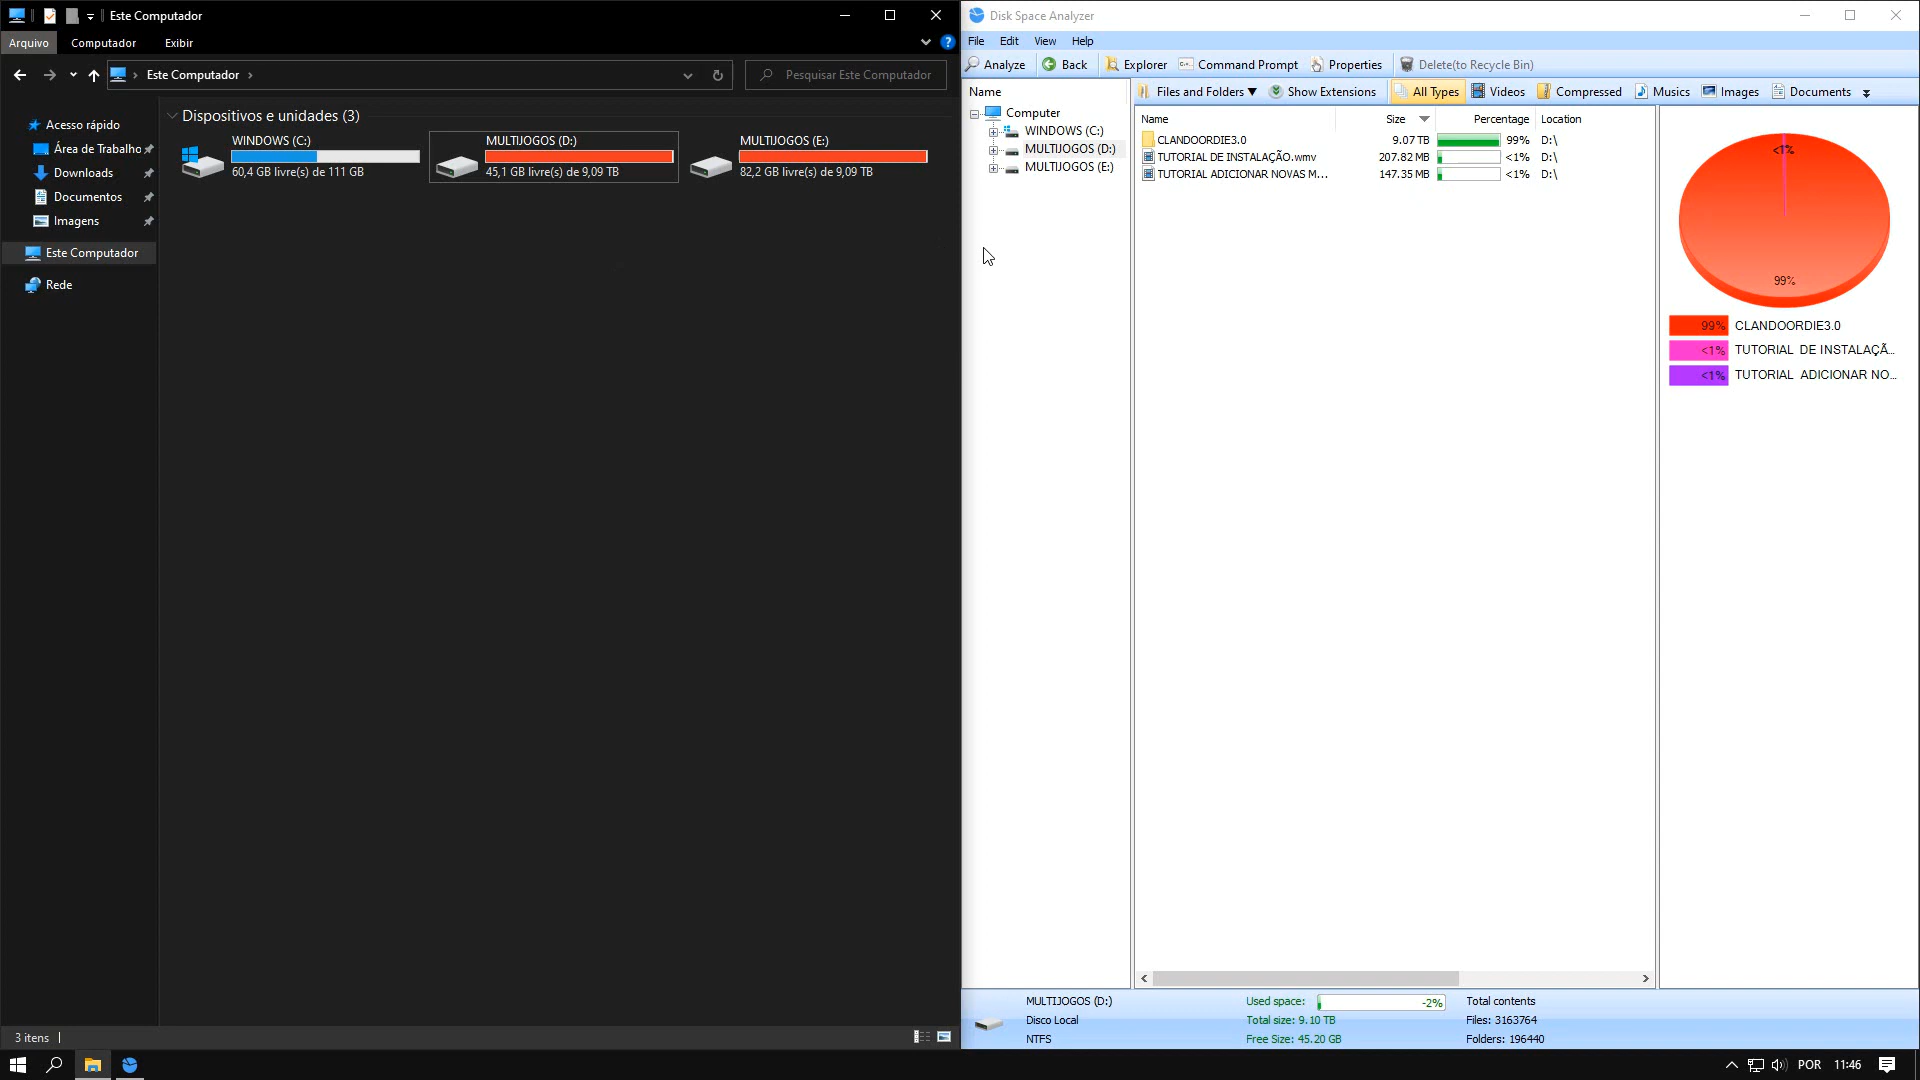 Este Computador
Arquivo
Computador
Exibir
Este Computador
Pesquisar Este Computador
Acesso rápido
Área de Trabalho
Downloads
Documentos
Imagens
Este Computador
Rede
Dispositivos e unidades (3)
WINDOWS (C:)
60,4 GB livre(s) de 111 GB
MULTIJOGOS (D:)
45,1 GB livre(s) de 9,09 TB
MULTIJOGOS (E:)
82,2 GB livre(s) de 9,09 TB
3 itens
Disk Space Analyzer
File Edit View Help
Analyze Back Explorer Command Prompt Properties Delete(to Recycle Bin)
Name
Computer
WINDOWS (C:)
MULTIJOGOS (D:)
MULTIJOGOS (E:)
Files and Folders Show Extensions All Types Videos Compressed Musics Images Documents
Name Size Percentage Location
CLANDOORDIE3.0 9.07 TB 99% D:\
TUTORIAL DE INSTALAÇÃO.wmv 207.82 MB <1% D:\
TUTORIAL ADICIONAR NOVAS M... 147.35 MB <1% D:\
<1%
99%
99% CLANDOORDIE3.0
<1% TUTORIAL DE INSTALAÇÃ...
<1% TUTORIAL ADICIONAR NO...
MULTIJOGOS (D:)
Disco Local
NTFS
Used space: -2%
Total size: 9.10 TB
Free Size: 45.20 GB
Total contents
Files: 3163764
Folders: 196440
POR 11:46